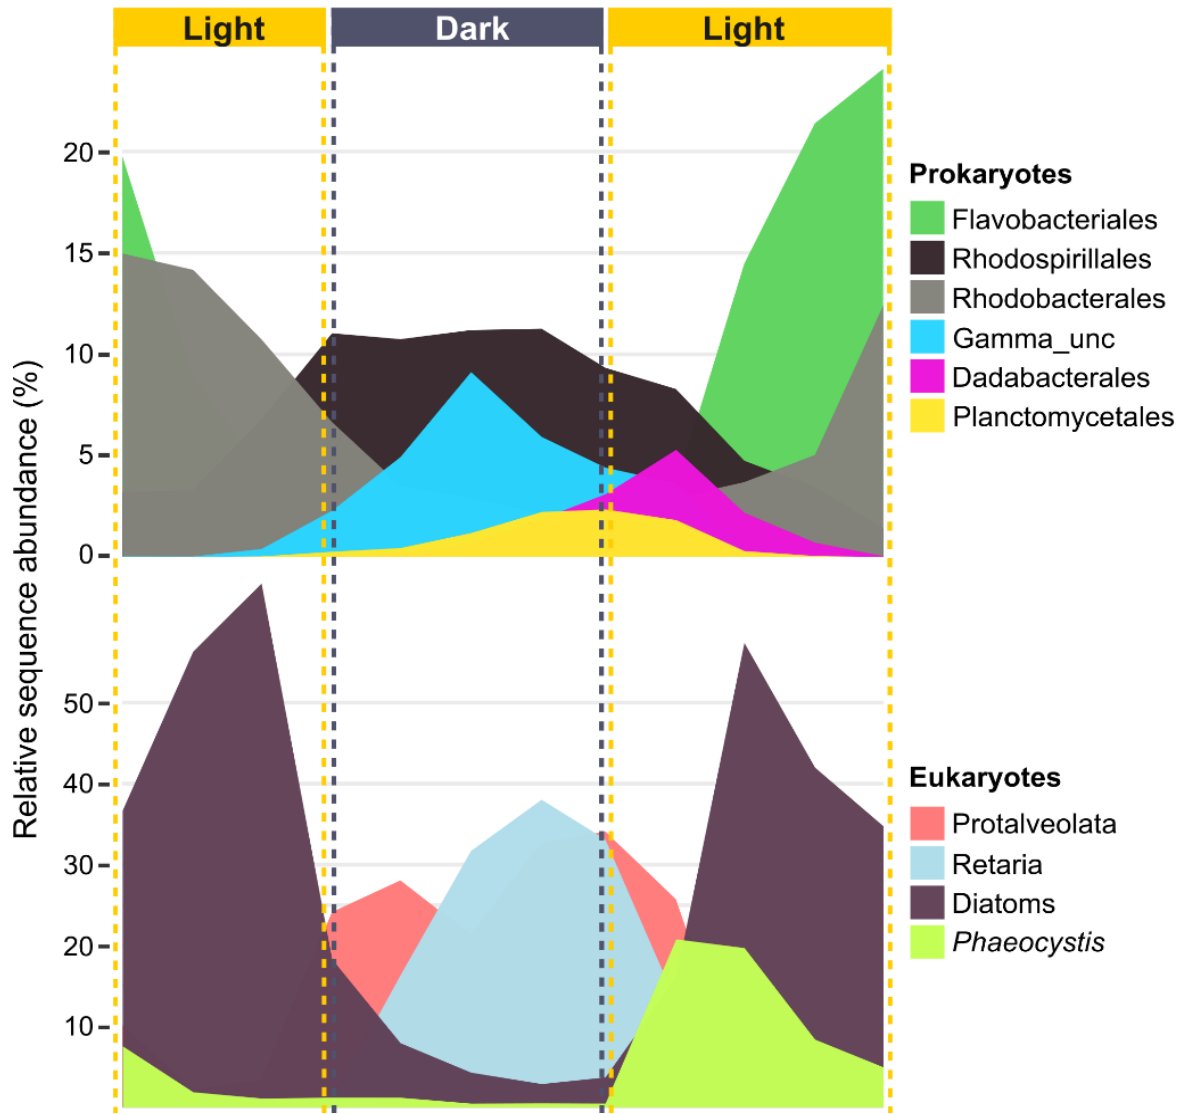 Light
Dark
Light
Relative sequence abundance (%)
20
15
10
5
0
Prokaryotes
Flavobacteriales
Rhodospirillales
Rhodobacterales
Gamma_unc
Dadabacterales
Planctomycetales
50
40
30
20
10
Eukaryotes
Protalveolata
Retaria
Diatoms
Phaeocystis